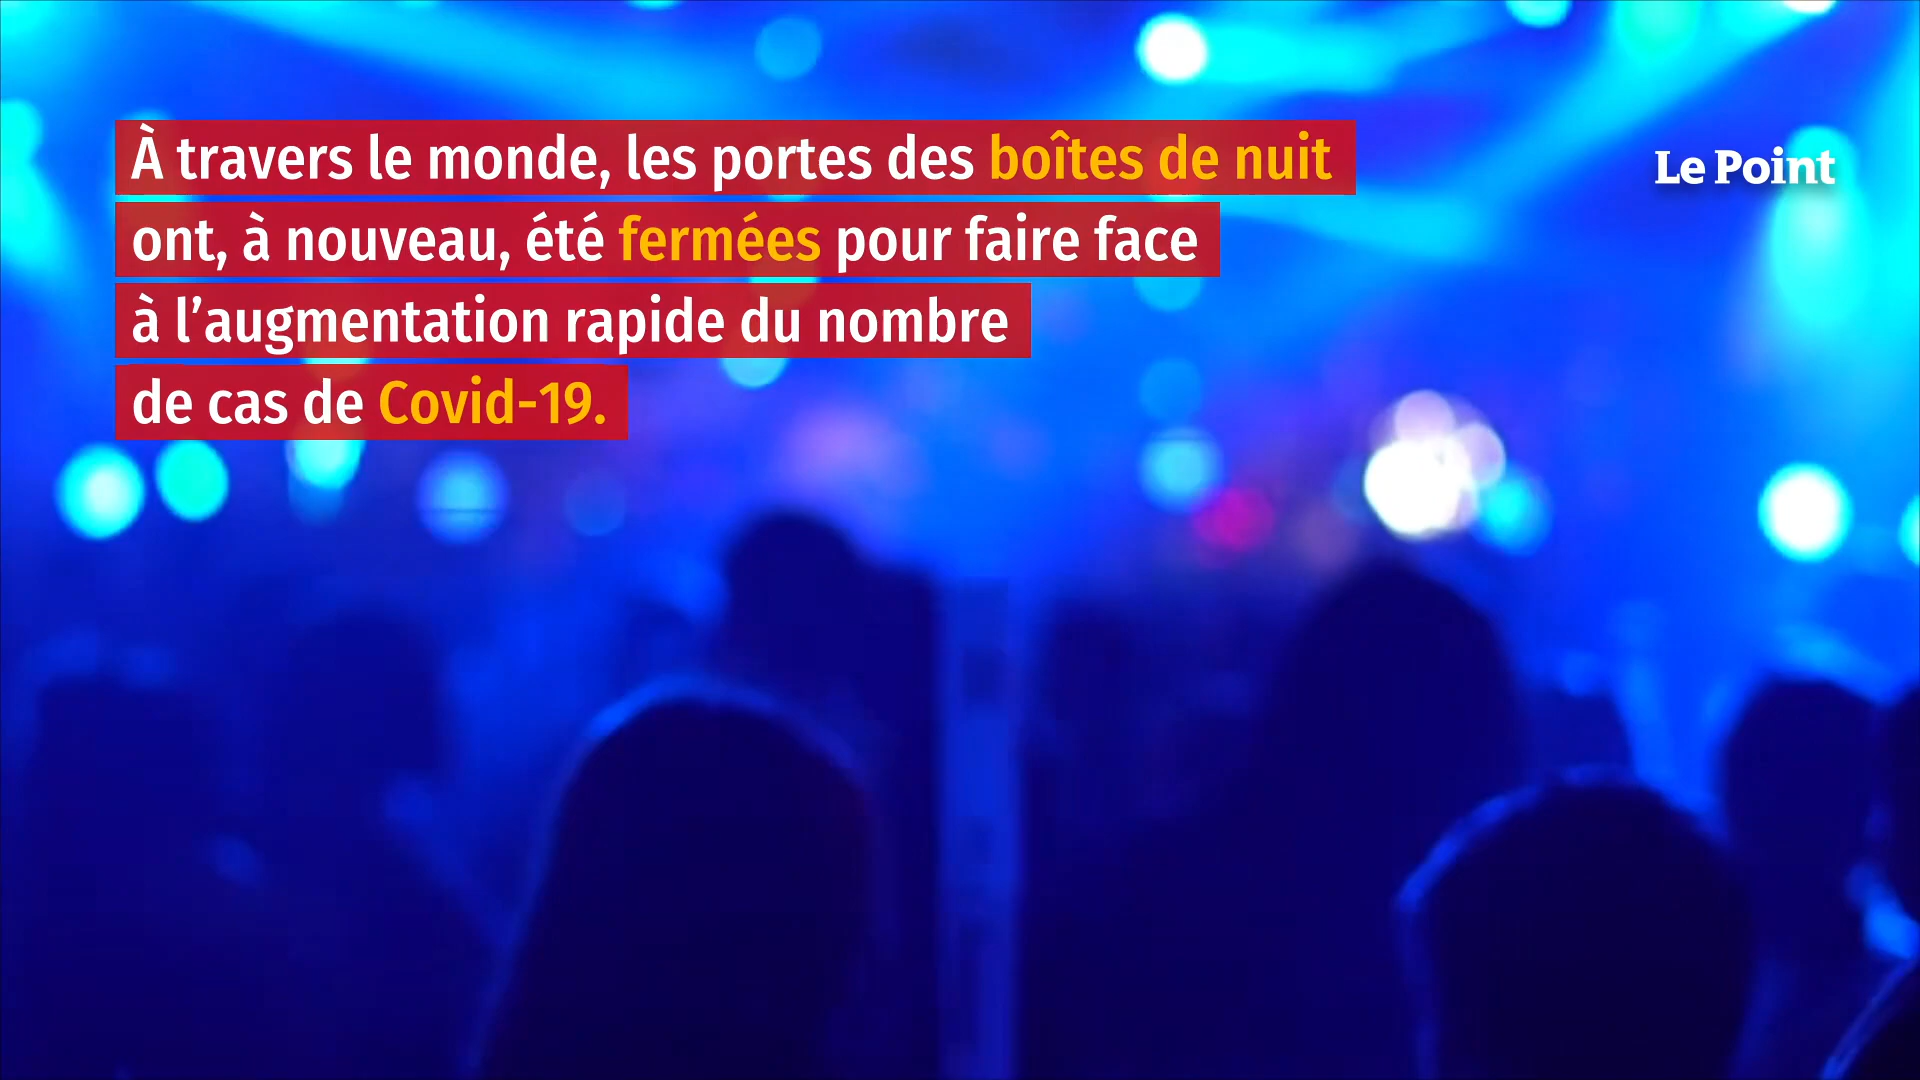 À travers le monde, les portes des boîtes de nuit
ont, à nouveau, été fermées pour faire face
à l’augmentation rapide du nombre
de cas de Covid-19.
Le Point